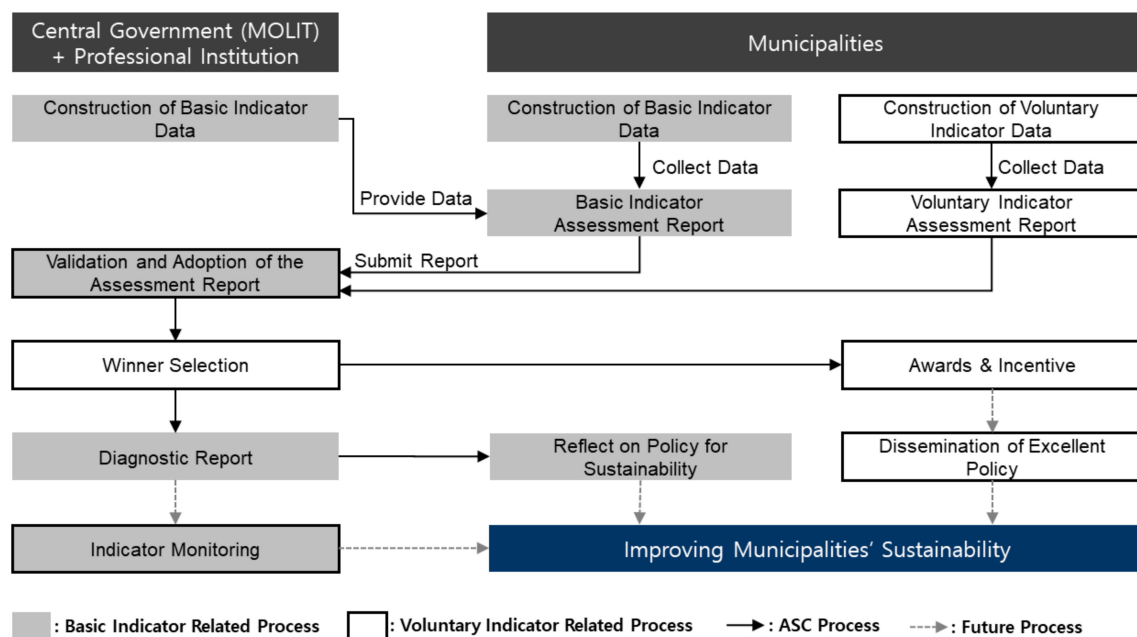 Central Government (MOLIT)
+ Professional Institution
Municipalities
Construction of Basic Indicator
Data
Construction of Basic Indicator
Data
Construction of Voluntary
Indicator Data
Collect Data
Collect Data
Provide Data
Basic Indicator
Assessment Report
Voluntary Indicator
Assessment Report
Validation and Adoption of the
Assessment Report
Submit Report
Winner Selection
Awards & Incentive
Diagnostic Report
Reflect on Policy for
Sustainability
Dissemination of Excellent
Policy
Indicator Monitoring
Improving Municipalities’ Sustainability
: Basic Indicator Related Process
: Voluntary Indicator Related Process
: ASC Process
: Future Process